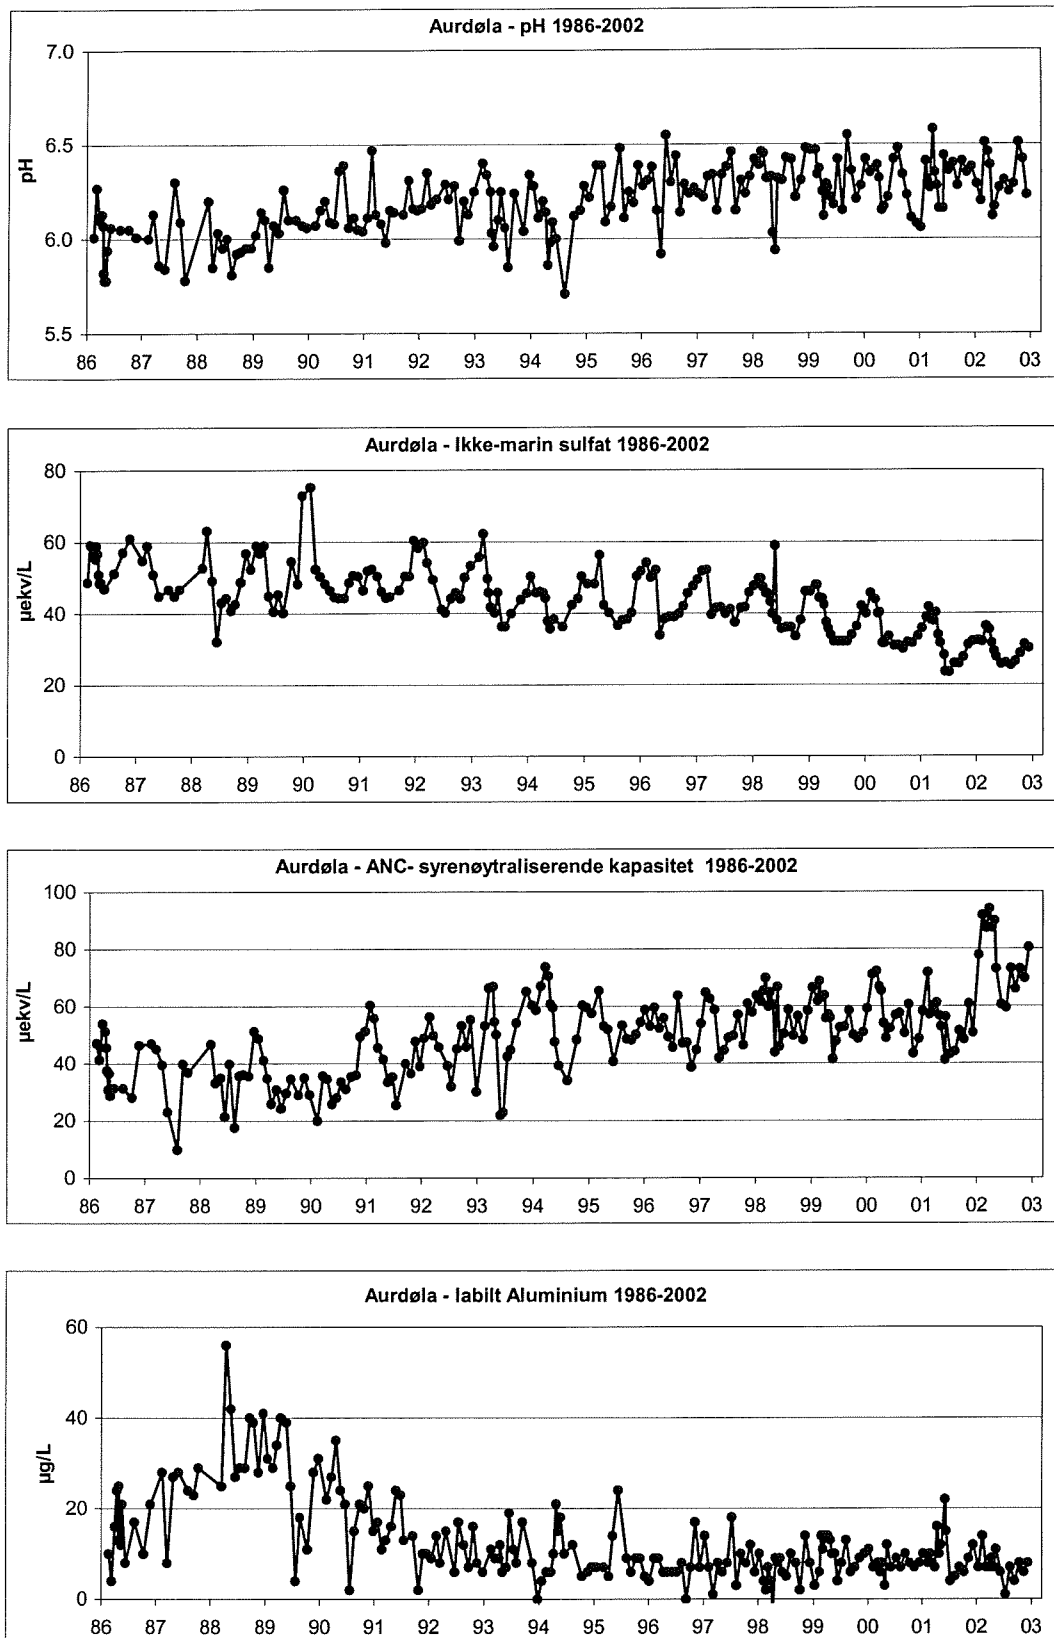 Aurdøla - pH 1986-2002
7.0
6.5
6.0
5.5
pH
86 87 88 89 90 91 92 93 94 95 96 97 98 99 00 01 02 03
Aurdøla - Ikke-marin sulfat 1986-2002
80
60
40
20
0
µekv/L
86 87 88 89 90 91 92 93 94 95 96 97 98 99 00 01 02 03
Aurdøla - ANC- syrenøytraliserende kapasitet 1986-2002
100
80
60
40
20
0
µekv/L
86 87 88 89 90 91 92 93 94 95 96 97 98 99 00 01 02 03
Aurdøla - labilt Aluminium 1986-2002
60
40
20
0
µg/L
86 87 88 89 90 91 92 93 94 95 96 97 98 99 00 01 02 03